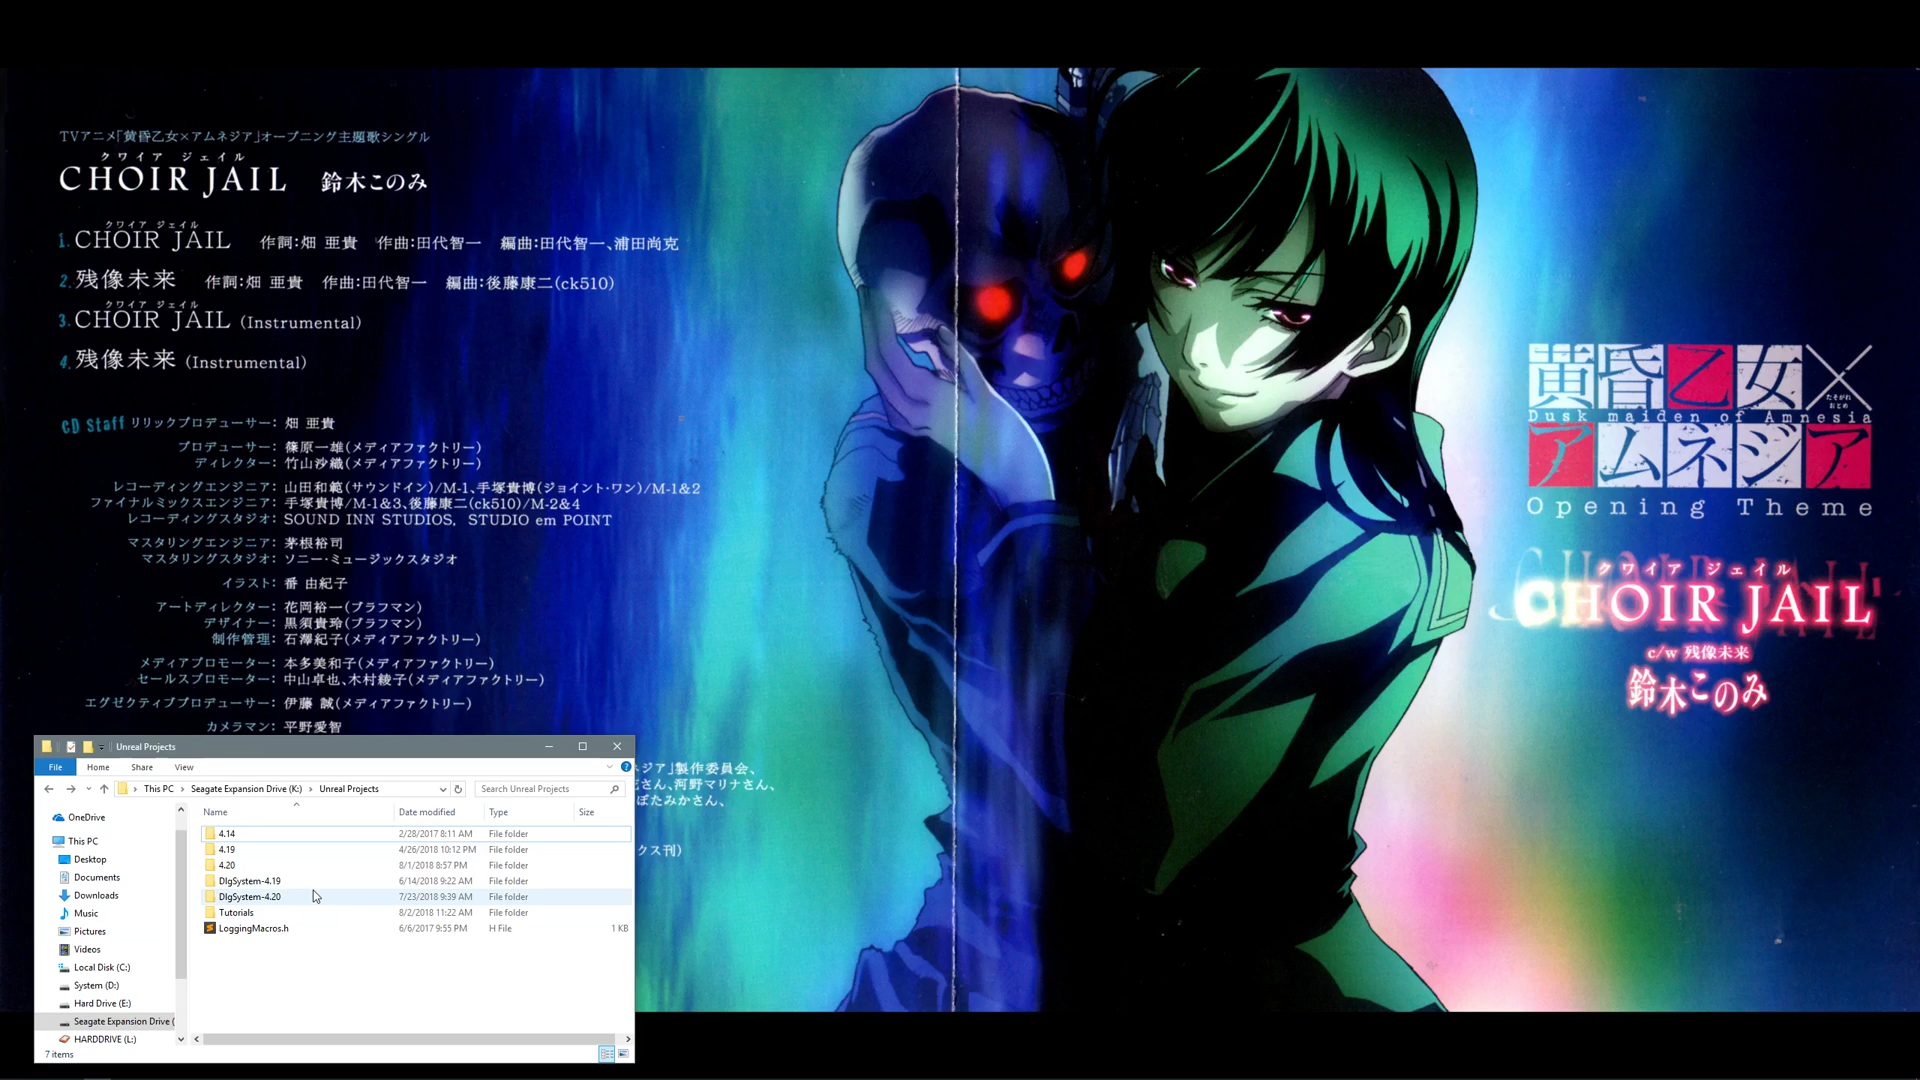 TVアニメ「黄昏乙女×アムネジア」オープニング主題歌シングル
クワイア ジェイル
CHOIR JAIL 鈴木このみ
クワイア ジェイル
1. CHOIR JAIL 作詞:畑 亜貴 作曲:田代智一 編曲:田代智一、浦田尚克
2. 残像未来 作詞:畑 亜貴 作曲:田代智一 編曲:後藤康二(ck510)
クワイア ジェイル
3. CHOIR JAIL (Instrumental)
4. 残像未来 (Instrumental)
CD Staff リリックプロデューサー: 畑 亜貴
プロデューサー: 篠原一雄(メディアファクトリー)
ディレクター: 竹山沙織(メディアファクトリー)
レコーディングエンジニア: 山田和範(サウンドイン)/M-1、手塚貴博(ジョイント・ワン)/M-1&2
ファイナルミックスエンジニア: 手塚貴博/M-1&3、後藤康二(ck510)/M-2&4
レコーディングスタジオ: SOUND INN STUDIOS, STUDIO em POINT
マスタリングエンジニア: 茅根裕司
マスタリングスタジオ: ソニー・ミュージックスタジオ
イラスト: 番 由紀子
アートディレクター: 花岡裕一(ブラフマン)
デザイナー: 黒須貴玲(ブラフマン)
制作管理: 石澤紀子(メディアファクトリー)
メディアプロモーター: 本多美和子(メディアファクトリー)
セールスプロモーター: 中山卓也、木村綾子(メディアファクトリー)
エグゼクティブプロデューサー: 伊藤 誠(メディアファクトリー)
カメラマン: 平野愛智
ネジア」製作委員会、
さん、河野マリナさん、
ぽたみかさん、
クス刊)
黄昏乙女×
たそがれ
おとめ
Dusk maiden of Amnesia
アムネジア
Opening Theme
クワイア ジェイル
CHOIR JAIL
c/w 残像未来
鈴木このみ
Unreal Projects
File Home Share View
This PC Seagate Expansion Drive (K:) Unreal Projects Search Unreal Projects
Name Date modified Type Size
4.14 2/28/2017 8:11 AM File folder
4.19 4/26/2018 10:12 PM File folder
4.20 8/1/2018 8:57 PM File folder
DlgSystem-4.19 6/14/2018 9:22 AM File folder
DlgSystem-4.20 7/23/2018 9:39 AM File folder
Tutorials 8/2/2018 11:22 AM File folder
LoggingMacros.h 6/6/2017 9:55 PM H File 1 KB
OneDrive
This PC
Desktop
Documents
Downloads
Music
Pictures
Videos
Local Disk (C:)
System (D:)
Hard Drive (E:)
Seagate Expansion Drive (
HARDDRIVE (L:)
7 items